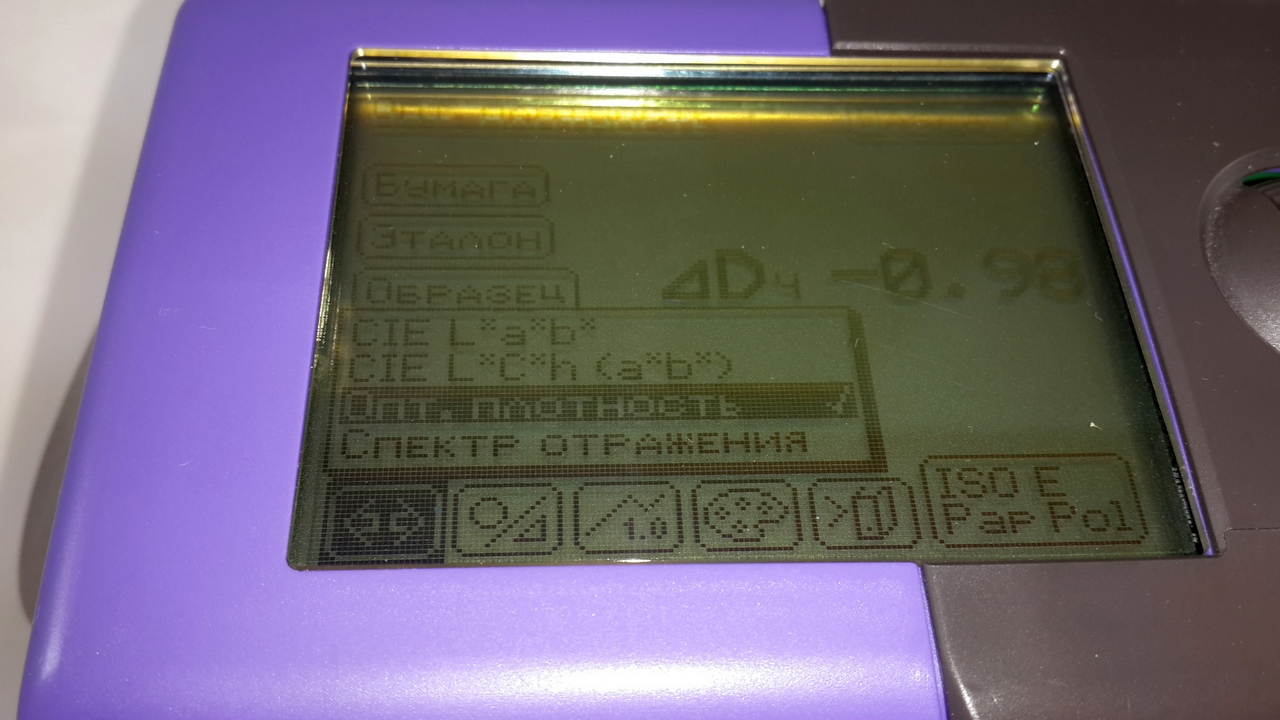 Бумага
Эталон
Образец
ΔDч -0.98
CIE L*a*b*
CIE L*C*h (a*b*)
Опт. плотность ✓
Спектр отражения
1.0
ISO E
Pap Pol